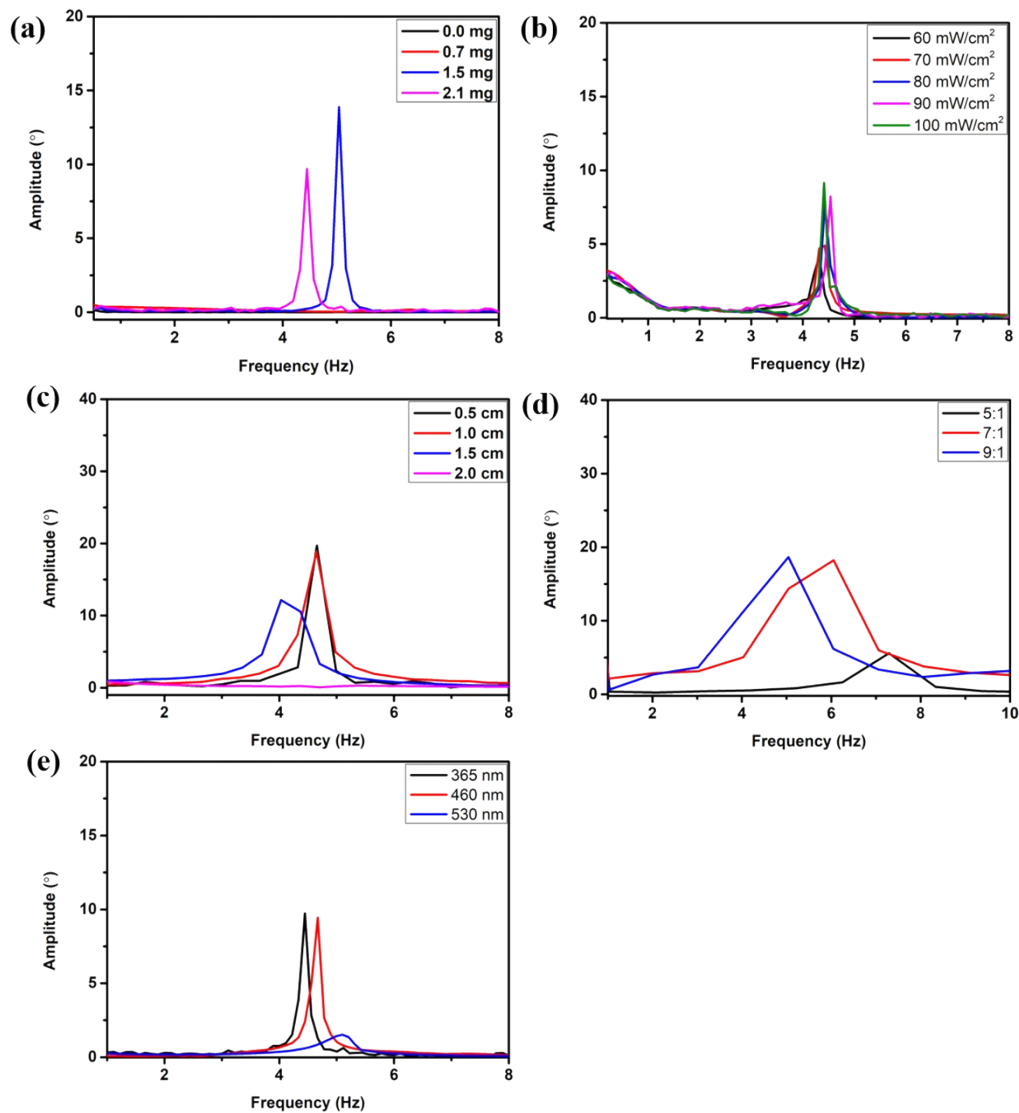 (a)
0.0 mg
0.7 mg
1.5 mg
2.1 mg
20
15
10
5
0
Amplitude (°)
2
4
6
8
Frequency (Hz)
(b)
60 mW/cm²
70 mW/cm²
80 mW/cm²
90 mW/cm²
100 mW/cm²
20
15
10
5
0
Amplitude (°)
1
2
3
4
5
6
7
8
Frequency (Hz)
(c)
0.5 cm
1.0 cm
1.5 cm
2.0 cm
40
30
20
10
0
Amplitude (°)
2
4
6
8
Frequency (Hz)
(d)
5:1
7:1
9:1
40
30
20
10
0
Amplitude (°)
2
4
6
8
10
Frequency (Hz)
(e)
365 nm
460 nm
530 nm
20
15
10
5
0
Amplitude (°)
2
4
6
8
Frequency (Hz)